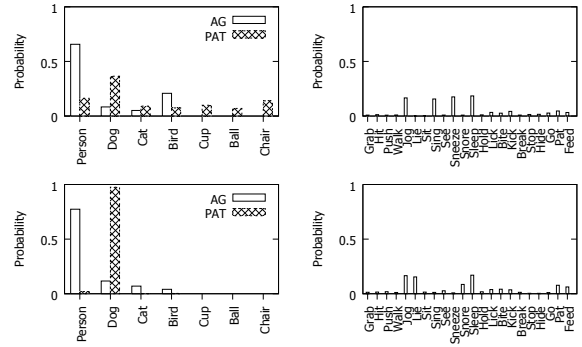 1
0.5
0
Probability
AG
PAT
Person
Dog
Cat
Bird
Cup
Ball
Chair
1
0.5
0
Probability
Grab
Hit
Push
Walk
Jog
Lie
Sit
Sing
See
Sneeze
Snore
Sleep
Hold
Lick
Bite
Kick
Break
Stop
Hide
Go
Pat
Feed
1
0.5
0
Probability
AG
PAT
Person
Dog
Cat
Bird
Cup
Ball
Chair
1
0.5
0
Probability
Grab
Hit
Push
Walk
Jog
Lie
Sit
Sing
See
Sneeze
Snore
Sleep
Hold
Lick
Bite
Kick
Break
Stop
Hide
Go
Pat
Feed